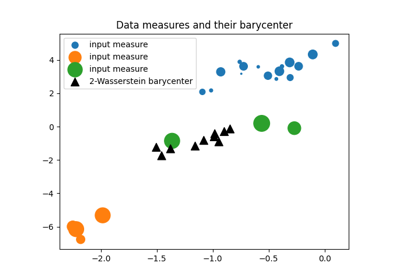 Data measures and their barycenter
input measure
input measure
input measure
2-Wasserstein barycenter
4
2
0
−2
−4
−6
−2.0
−1.5
−1.0
−0.5
0.0